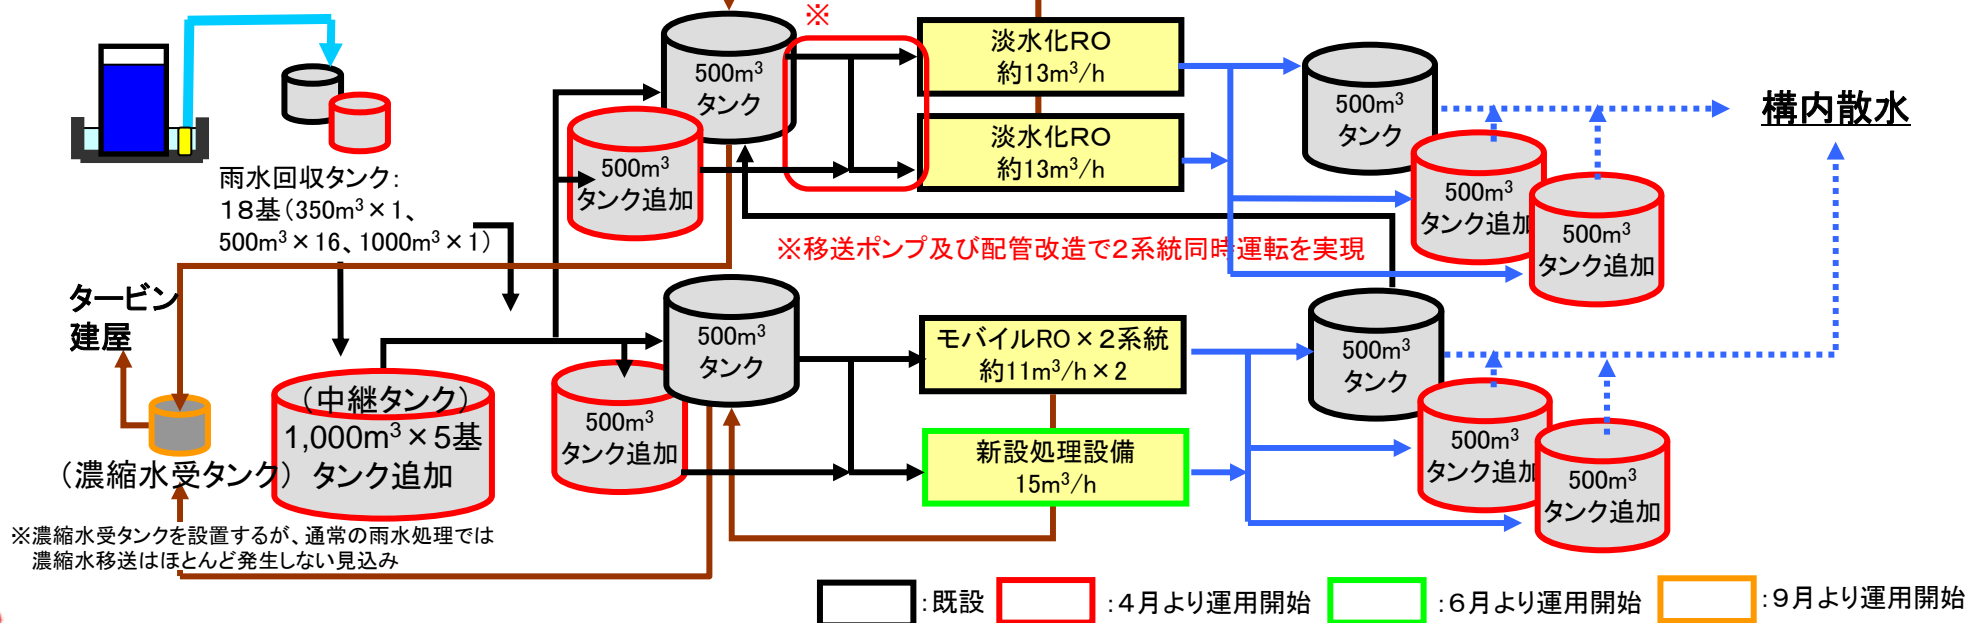 ※
500m³
タンク
500m³
タンク追加
淡水化RO
約13m³/h
淡水化RO
約13m³/h
500m³
タンク
500m³
タンク追加
500m³
タンク追加
構内散水
雨水回収タンク:
18基(350m³×1、
500m³×16、1000m³×1)
※移送ポンプ及び配管改造で2系統同時運転を実現
タービン
建屋
(濃縮水受タンク)
(中継タンク)
1,000m³×5基
タンク追加
500m³
タンク
500m³
タンク追加
モバイルRO×2系統
約11m³/h×2
新設処理設備
15m³/h
500m³
タンク
500m³
タンク追加
500m³
タンク追加
※濃縮水受タンクを設置するが、通常の雨水処理では
濃縮水移送はほとんど発生しない見込み
:既設
:4月より運用開始
:6月より運用開始
:9月より運用開始